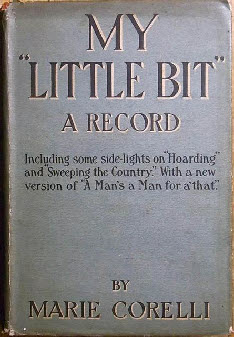 MY
"LITTLE BIT"
A RECORD
Including some side-lights on "Hoarding"
and "Sweeping the Country." With a new
version of "A Man's a Man for a' that."
BY
MARIE CORELLI